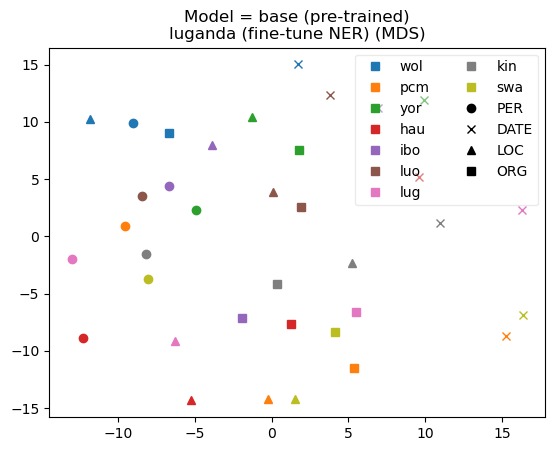 Model = base (pre-trained)
luganda (fine-tune NER) (MDS)
15
10
5
0
−5
−10
−15
−10
−5
0
5
10
15
wol
pcm
yor
hau
ibo
luo
lug
kin
swa
PER
DATE
LOC
ORG